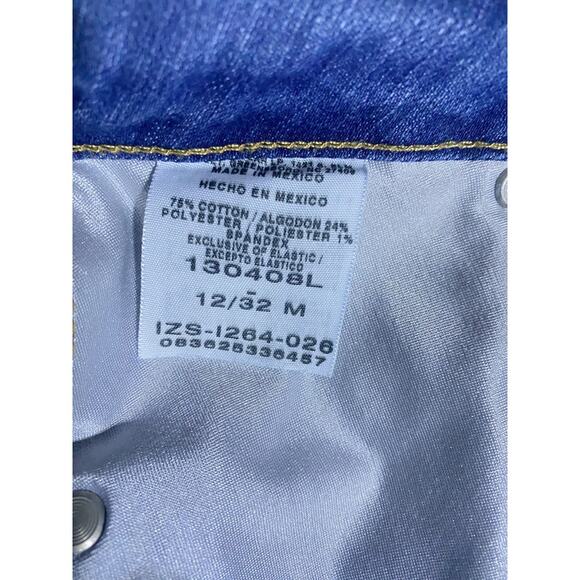 MADE IN MEXICO
HECHO EN MEXICO
75% COTTON / ALGODON 24%
POLYESTER / POLIESTER 1%
SPANDEX
EXCLUSIVE OF ELASTIC /
EXCEPTO ELASTICO
130408L
-
12/32 M
IZS-I264-026
083625336457